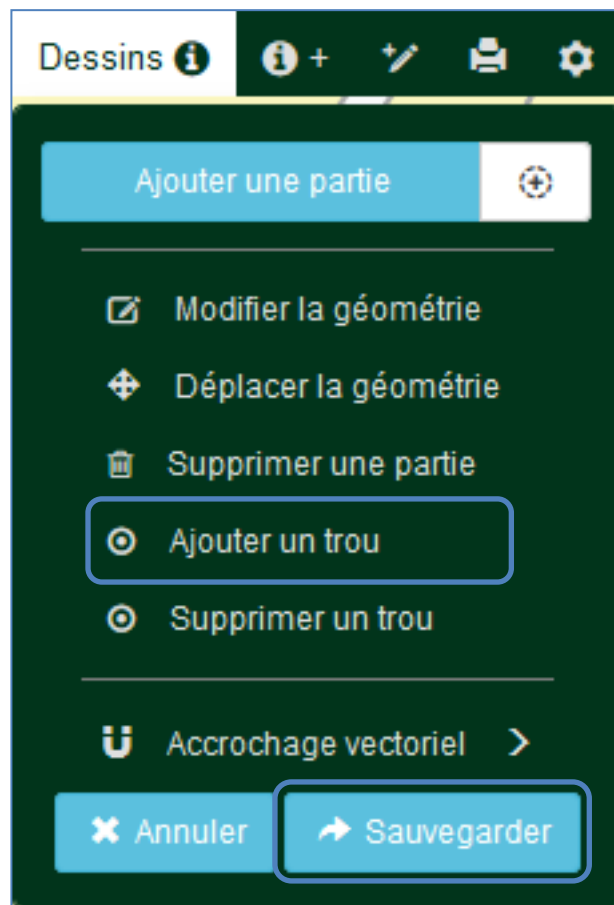 Dessins +
Ajouter une partie
Modifier la géométrie
Déplacer la géométrie
Supprimer une partie
Ajouter un trou
Supprimer un trou
Accrochage vectoriel
Annuler Sauvegarder